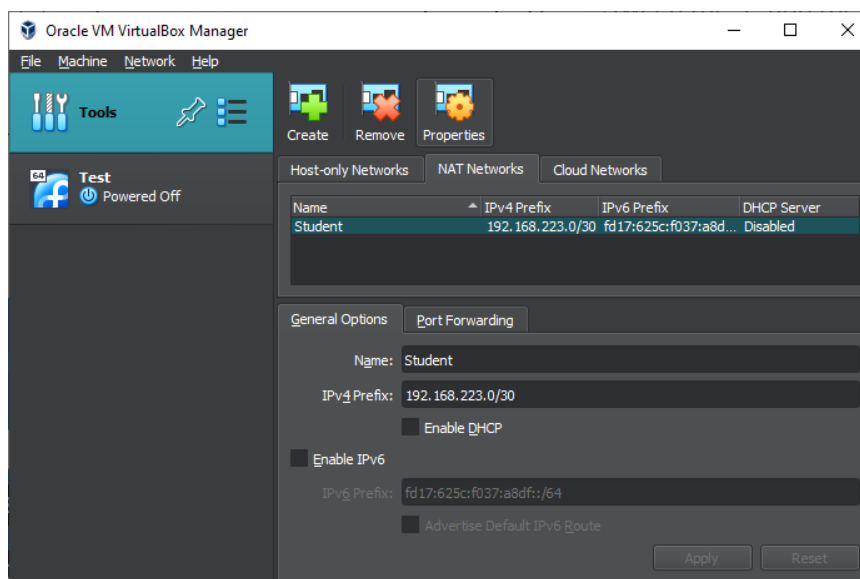 Oracle VM VirtualBox Manager
File Machine Network Help
Tools
Create Remove Properties
64
Test
Powered Off
Host-only Networks NAT Networks Cloud Networks
Name IPv4 Prefix IPv6 Prefix DHCP Server
Student 192.168.223.0/30 fd17:625c:f037:a8d... Disabled
General Options Port Forwarding
Name: Student
IPv4 Prefix: 192.168.223.0/30
Enable DHCP
Enable IPv6
IPv6 Prefix: fd17:625c:f037:a8df::/64
Advertise Default IPv6 Route
Apply Reset